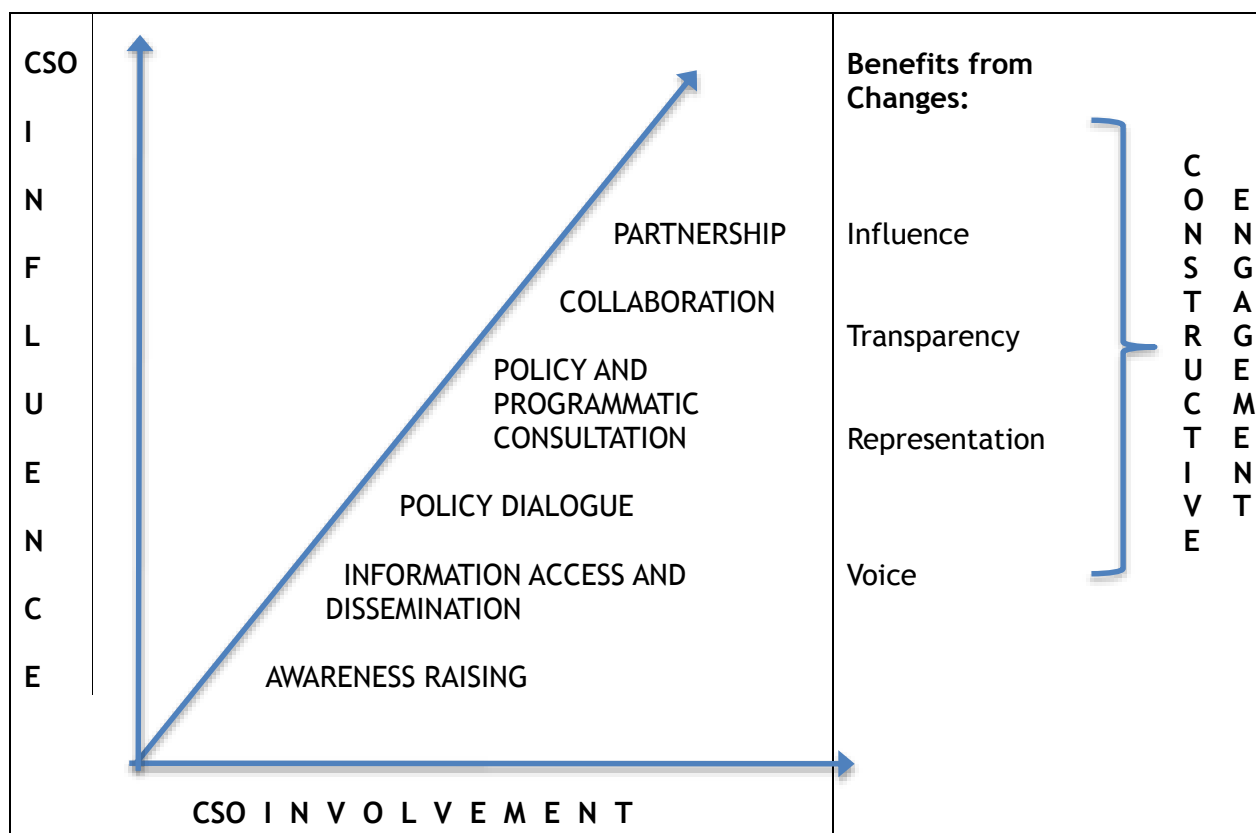 CSO
I
N
F
L
U
E
N
C
E
PARTNERSHIP
COLLABORATION
POLICY AND
PROGRAMMATIC
CONSULTATION
POLICY DIALOGUE
INFORMATION ACCESS AND
DISSEMINATION
AWARENESS RAISING
CSO I N V O L V E M E N T
Benefits from
Changes:
Influence
Transparency
Representation
Voice
C
O
N
S
T
R
U
C
T
I
V
E
E
N
G
A
G
E
M
E
N
T